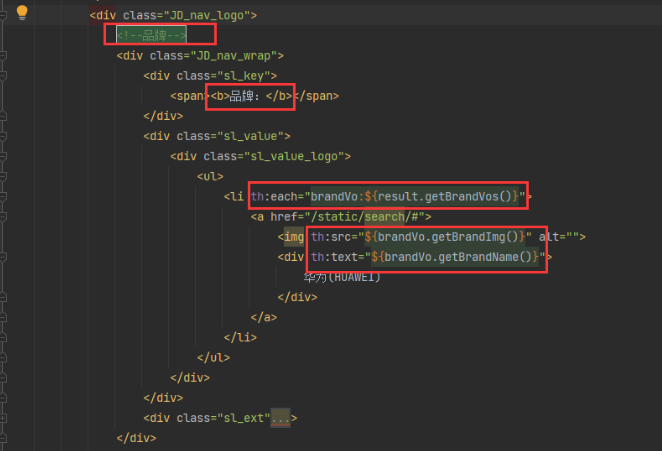 <div class="JD_nav_logo">
<!--品牌-->
<div class="JD_nav_wrap">
<div class="sl_key">
<span><b>品牌：</b></span>
</div>
<div class="sl_value">
<div class="sl_value_logo">
<ul>
<li th:each="brandVo:${result.getBrandVos()}">
<a href="/static/search/#">
<img th:src="${brandVo.getBrandImg()}" alt="">
<div th:text="${brandVo.getBrandName()}">
华为(HUAWEI)
</div>
</a>
</li>
</ul>
</div>
</div>
<div class="sl_ext"...>
</div>